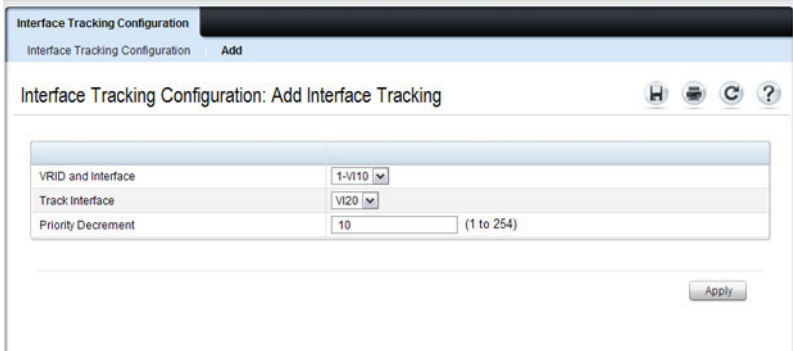 Interface Tracking Configuration
Interface Tracking Configuration Add
Interface Tracking Configuration: Add Interface Tracking
VRID and Interface 1-Vl10
Track Interface Vl20
Priority Decrement 10 (1 to 254)
Apply